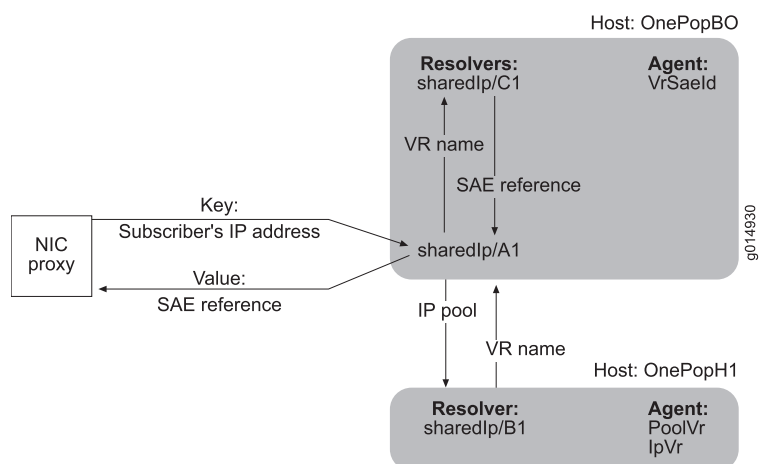 Host: OnePopBO
Resolvers:
sharedIp/C1
Agent:
VrSaeId
VR name
SAE reference
Key:
Subscriber's IP address
NIC
proxy
sharedIp/A1
Value:
SAE reference
g014930
IP pool
VR name
Host: OnePopH1
Resolver:
sharedIp/B1
Agent:
PoolVr
IpVr